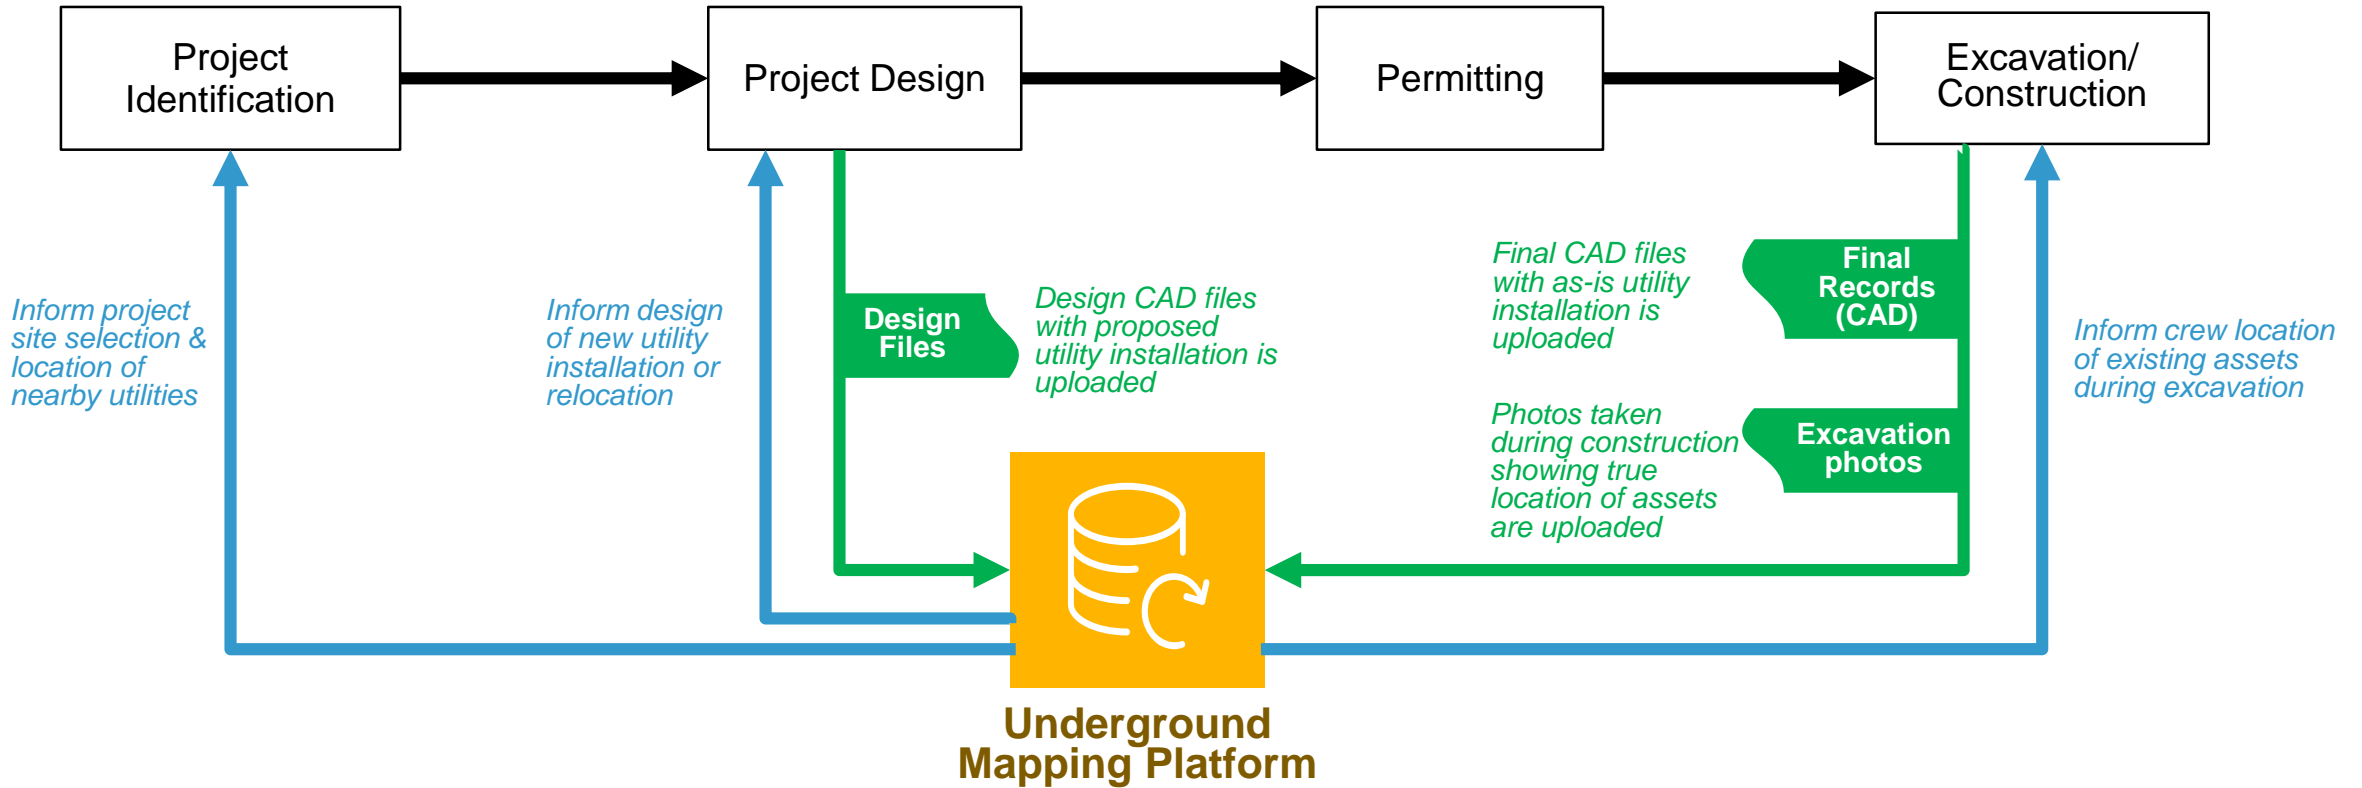 Project
Identification
Project Design
Permitting
Excavation/
Construction
Inform project
site selection &
location of
nearby utilities
Inform design
of new utility
installation or
relocation
Design
Files
Design CAD files
with proposed
utility installation is
uploaded
Final CAD files
with as-is utility
installation is
uploaded
Final
Records
(CAD)
Photos taken
during construction
showing true
location of assets
are uploaded
Excavation
photos
Inform crew location
of existing assets
during excavation
Underground
Mapping Platform